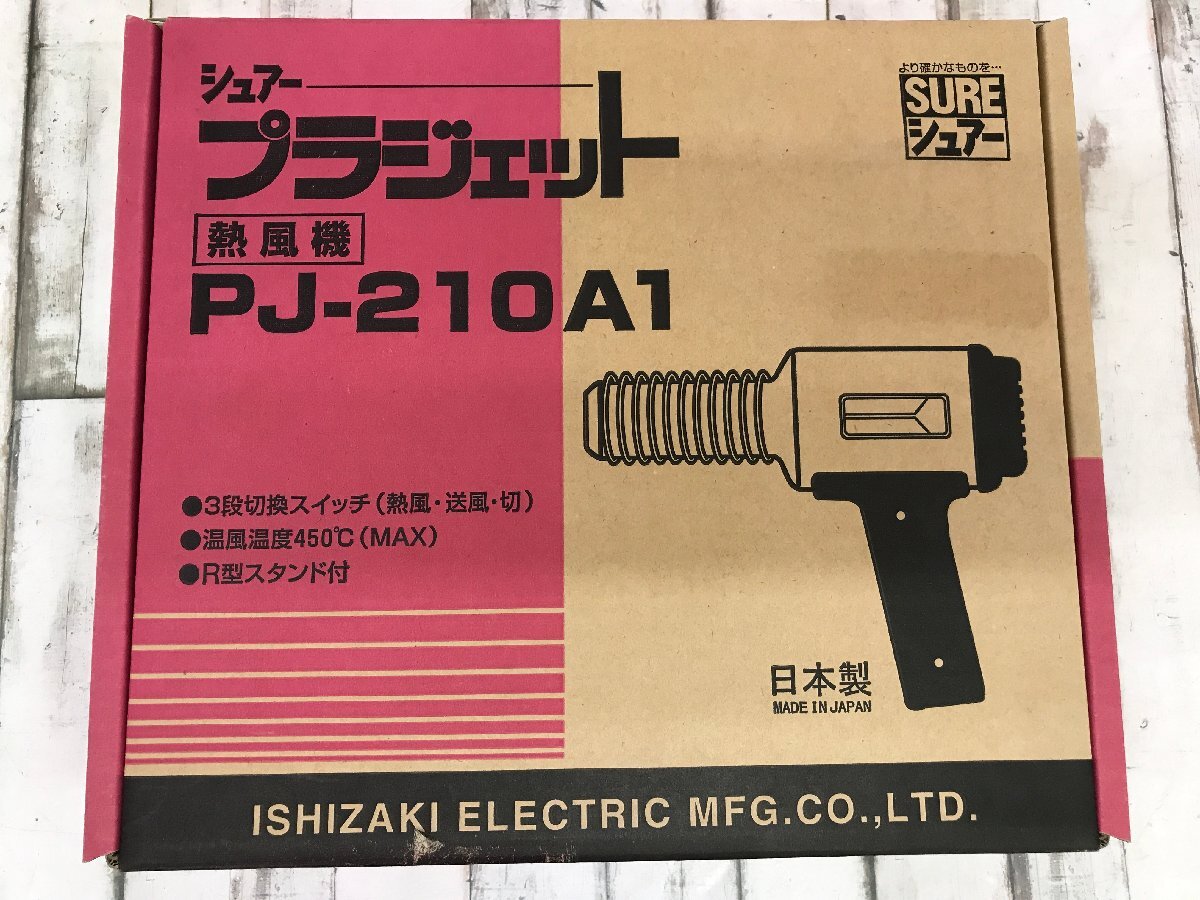 シュアー
プラジェット
熱風機
PJ-210A1
より確かなものを…
SURE
シュアー
●3段切換スイッチ(熱風・送風・切)
●温風温度450℃(MAX)
●R型スタンド付
日本製
MADE IN JAPAN
ISHIZAKI ELECTRIC MFG.CO.,LTD.